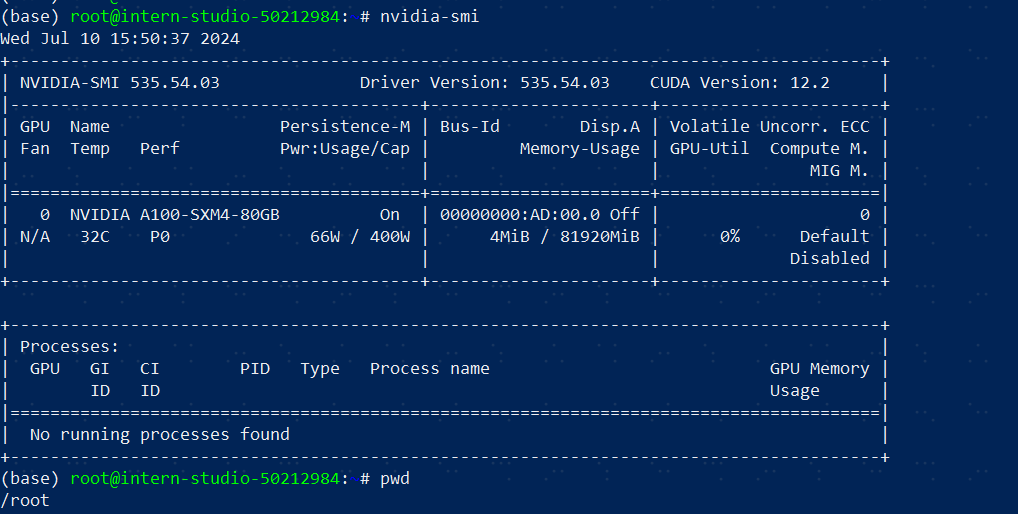 (base) root@intern-studio-50212984: # nvidia-smi
Wed Jul 10 15:50:37 2024
+---------------------------------------------------------------------------------------+
| NVIDIA-SMI 535.54.03              Driver Version: 535.54.03    CUDA Version: 12.2     |
|-----------------------------------------+----------------------+----------------------+
| GPU  Name                 Persistence-M | Bus-Id        Disp.A | Volatile Uncorr. ECC |
| Fan  Temp   Perf          Pwr:Usage/Cap |         Memory-Usage | GPU-Util  Compute M. |
|                                         |                      |               MIG M. |
|=========================================+======================+======================|
|   0  NVIDIA A100-SXM4-80GB          On | 00000000:AD:00.0 Off |                    0 |
| N/A   32C    P0              66W / 400W |      4MiB / 81920MiB |      0%      Default |
|                                         |                      |             Disabled |
+-----------------------------------------+----------------------+----------------------+
+---------------------------------------------------------------------------------------+
| Processes:                                                                            |
|  GPU   GI   CI        PID   Type   Process name                            GPU Memory |
|        ID   ID                                                             Usage      |
|=======================================================================================|
|  No running processes found                                                           |
+---------------------------------------------------------------------------------------+
(base) root@intern-studio-50212984: # pwd
/root